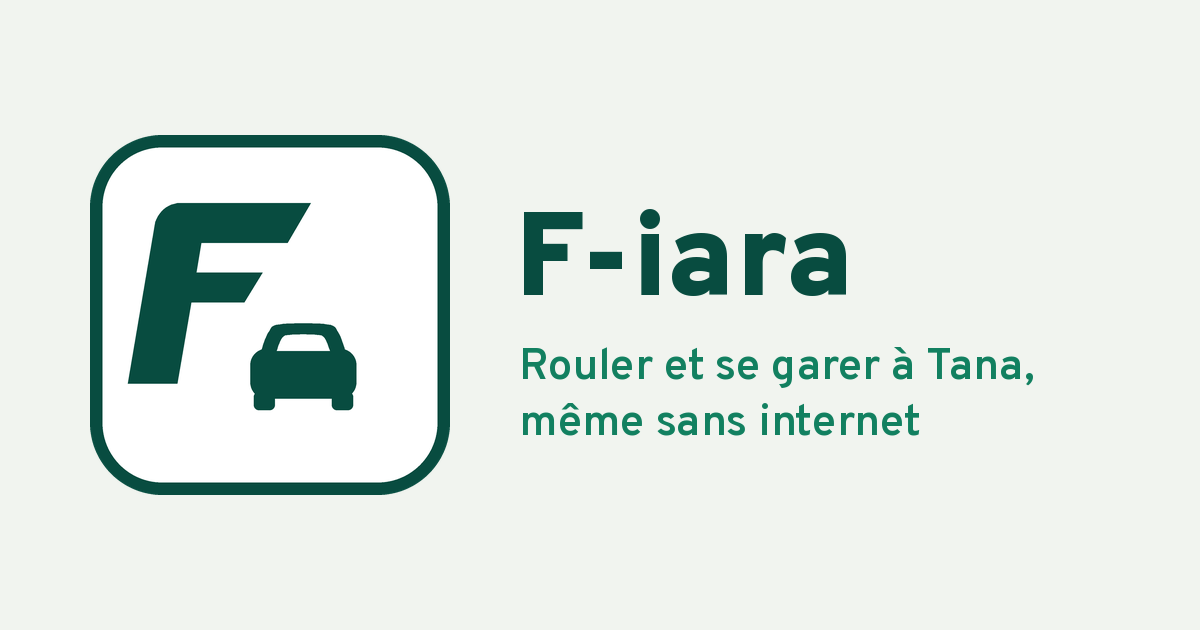 F
F-iara
Rouler et se garer à Tana,
même sans internet